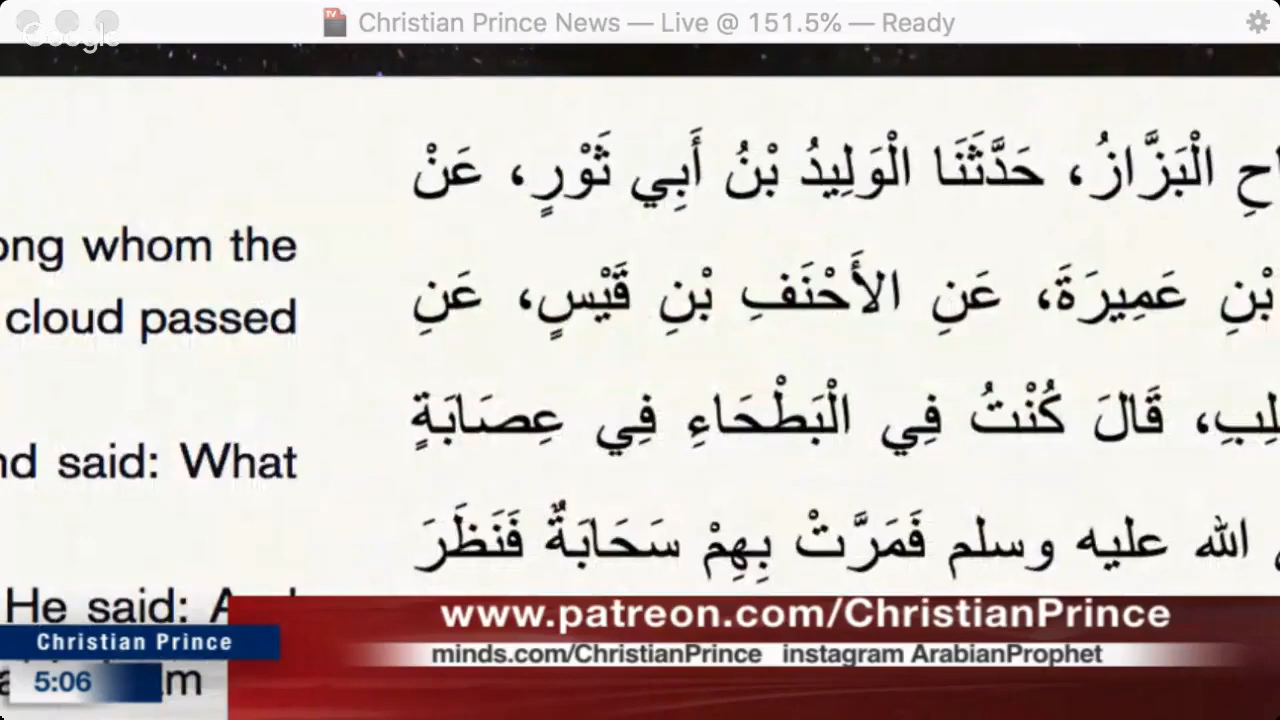 Christian Prince News — Live @ 151.5% — Ready
Google
احِ الْبَزَّازُ، حَدَّثَنَا الْوَلِيدُ بْنُ أَبِي ثَوْرٍ، عَنْ
بْنِ عَمِيرَةَ، عَنِ الأَحْنَفِ بْنِ قَيْسٍ، عَنِ
لِبِ، قَالَ كُنْتُ فِي الْبَطْحَاءِ فِي عِصَابَةٍ
الله عليه وسلم فَمَرَّتْ بِهِمْ سَحَابَةٌ فَنَظَرَ
ong whom the
cloud passed
nd said: What
He said:
m
www.patreon.com/ChristianPrince
minds.com/ChristianPrince instagram ArabianProphet
Christian Prince
5:06